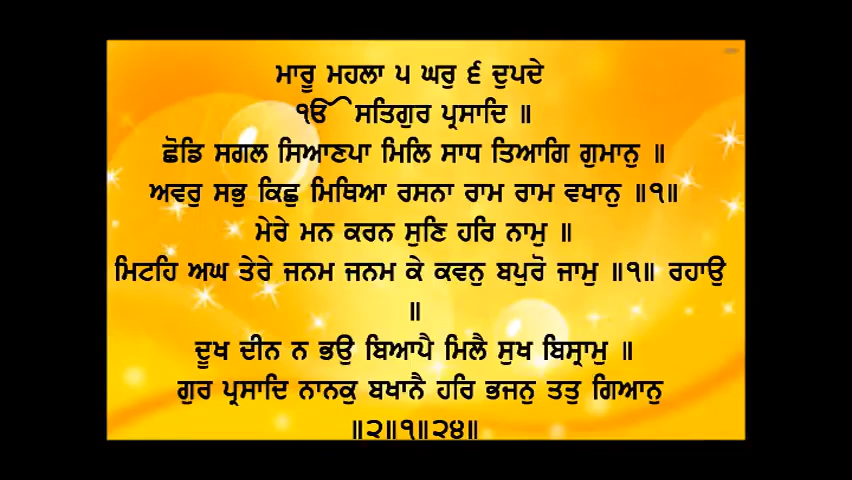 ਮਾਰੂ ਮਹਲਾ ੫ ਘਰੁ ੬ ਦੁਪਦੇ
ੴ ਸਤਿਗੁਰ ਪ੍ਰਸਾਦਿ ॥
ਛੋਡਿ ਸਗਲ ਸਿਆਣਪਾ ਮਿਲਿ ਸਾਧ ਤਿਆਗਿ ਗੁਮਾਨੁ ॥
ਅਵਰੁ ਸਭੁ ਕਿਛੁ ਮਿਥਿਆ ਰਸਨਾ ਰਾਮ ਰਾਮ ਵਖਾਨੁ ॥੧॥
ਮੇਰੇ ਮਨ ਕਰਨ ਸੁਣਿ ਹਰਿ ਨਾਮੁ ॥
ਮਿਟਹਿ ਅਘ ਤੇਰੇ ਜਨਮ ਜਨਮ ਕੇ ਕਵਨੁ ਬਪੁਰੋ ਜਾਮੁ ॥੧॥ ਰਹਾਉ
॥
ਦੂਖ ਦੀਨ ਨ ਭਉ ਬਿਆਪੈ ਮਿਲੈ ਸੁਖ ਬਿਸ੍ਰਾਮੁ ॥
ਗੁਰ ਪ੍ਰਸਾਦਿ ਨਾਨਕੁ ਬਖਾਨੈ ਹਰਿ ਭਜਨੁ ਤਤੁ ਗਿਆਨੁ
॥੨॥੧॥੨੪॥